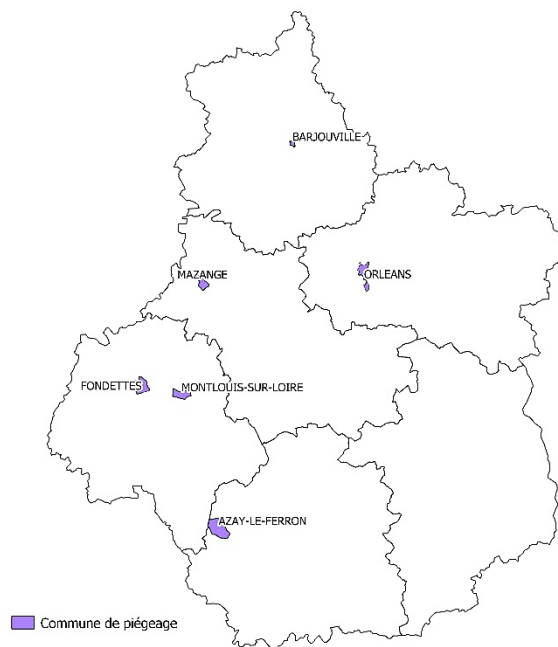 BARJOUVILLE
MAZANGE
ORLEANS
FONDETTES
MONTLOUIS-SUR-LOIRE
AZAY-LE-FERRON
Commune de piégeage